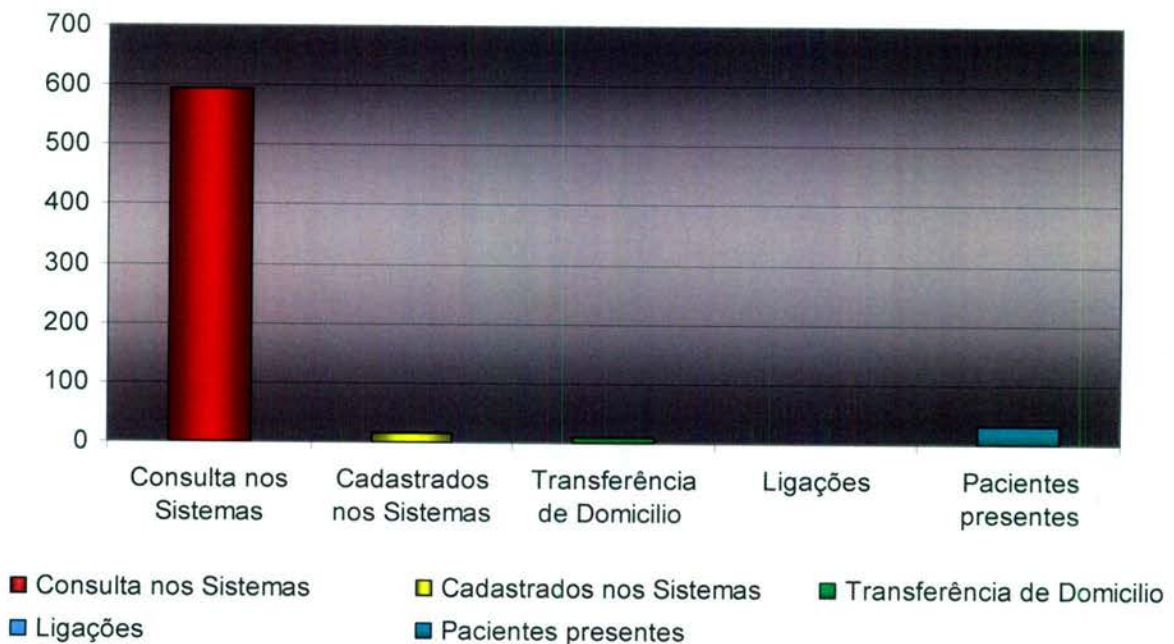 700
600
500
400
300
200
100
0
Consulta nos
Sistemas
Cadastrados
nos Sistemas
Transferência
de Domicilio
Ligações
Pacientes
presentes
Consulta nos Sistemas
Cadastrados nos Sistemas
Transferência de Domicilio
Ligações
Pacientes presentes